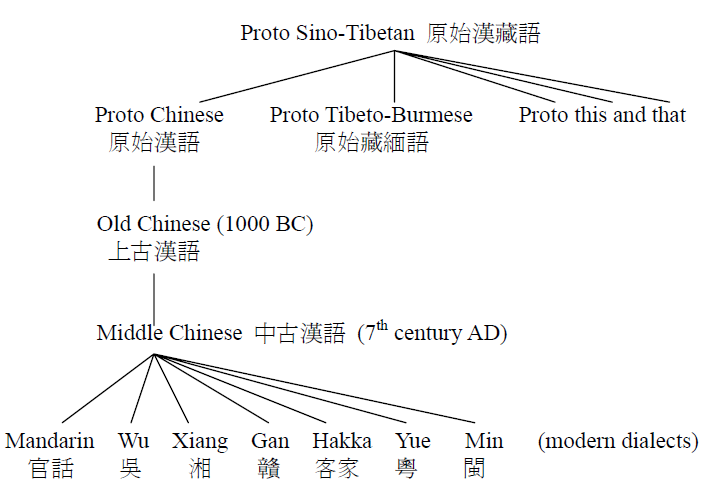 Proto Sino-Tibetan 原始漢藏語
Proto Chinese Proto Tibeto-Burmese Proto this and that
原始漢語 原始藏緬語
Old Chinese (1000 BC)
上古漢語
Middle Chinese 中古漢語 (7th century AD)
Mandarin Wu Xiang Gan Hakka Yue Min (modern dialects)
官話 吳 湘 贛 客家 粵 閩